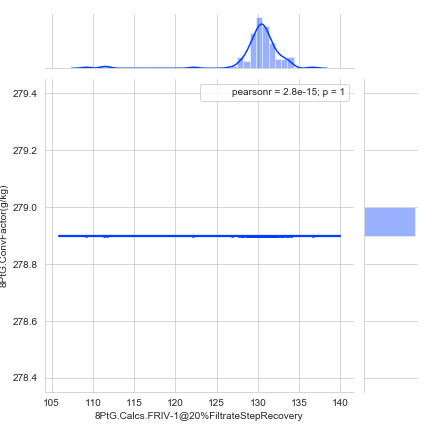 pearsonr = 2.8e-15; p = 1
279.4
279.2
279.0
278.8
278.6
278.4
8PtG.ConvFactor(g/kg)
105 110 115 120 125 130 135 140
8PtG.Calcs.FRIV-1@20%FiltrateStepRecovery